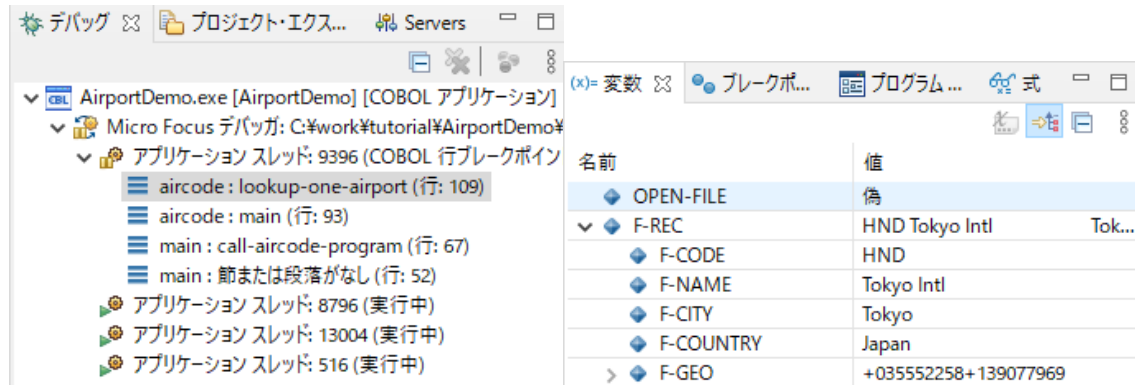 デバッグ プロジェクト・エクス... Servers
CBL AirportDemo.exe [AirportDemo] [COBOL アプリケーション]
Micro Focus デバッガ: C:¥work¥tutorial¥AirportDemo¥
アプリケーション スレッド: 9396 (COBOL 行ブレークポイン
aircode : lookup-one-airport (行: 109)
aircode : main (行: 93)
main : call-aircode-program (行: 67)
main : 節または段落がなし (行: 52)
アプリケーション スレッド: 8796 (実行中)
アプリケーション スレッド: 13004 (実行中)
アプリケーション スレッド: 516 (実行中)
(x)= 変数 ブレークポ... プログラム ... 式
名前 値
OPEN-FILE 偽
F-REC HND Tokyo Intl Tok...
F-CODE HND
F-NAME Tokyo Intl
F-CITY Tokyo
F-COUNTRY Japan
F-GEO +035552258+139077969